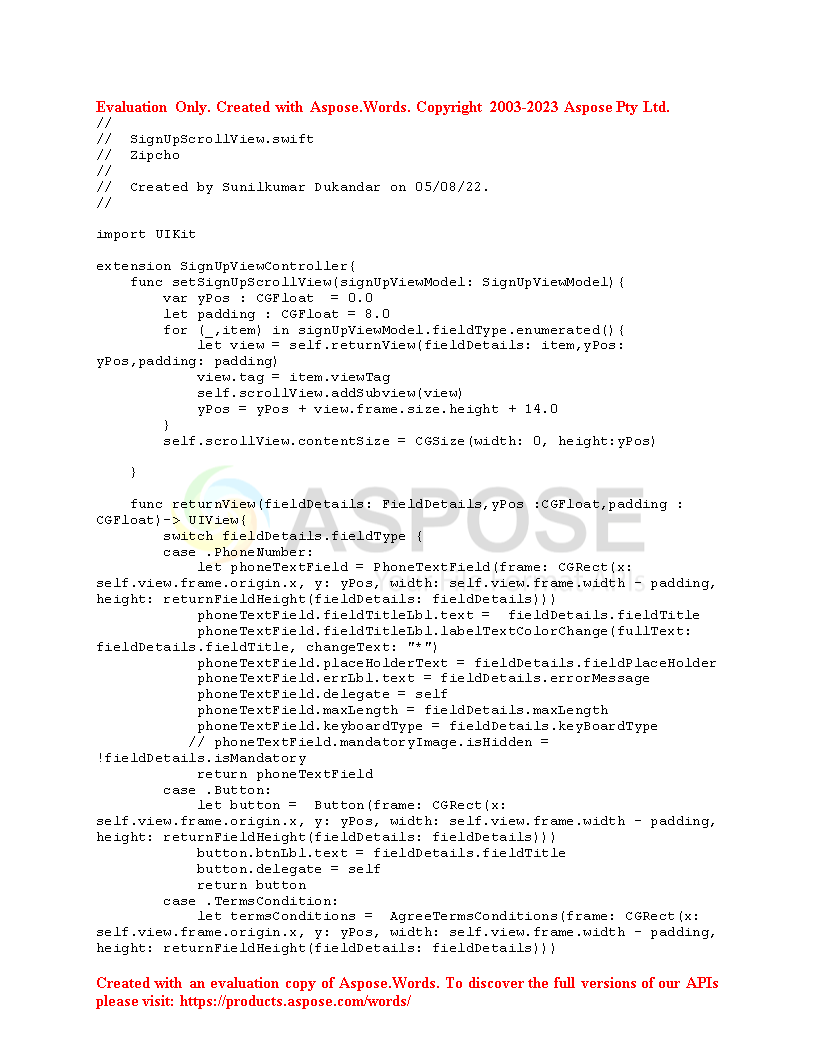 Evaluation Only. Created with Aspose.Words. Copyright 2003-2023 Aspose Pty Ltd.
//
//  SignUpScrollView.swift
//  Zipcho
//
//  Created by Sunilkumar Dukandar on 05/08/22.
//
import UIKit
extension SignUpViewController{
    func setSignUpScrollView(signUpViewModel: SignUpViewModel){
        var yPos : CGFloat  = 0.0
        let padding : CGFloat = 8.0
        for (_,item) in signUpViewModel.fieldType.enumerated(){
            let view = self.returnView(fieldDetails: item,yPos:
yPos,padding: padding)
            view.tag = item.viewTag
            self.scrollView.addSubview(view)
            yPos = yPos + view.frame.size.height + 14.0
        }
        self.scrollView.contentSize = CGSize(width: 0, height:yPos)
    }
ASPOSE
    func returnView(fieldDetails: FieldDetails,yPos :CGFloat,padding :
CGFloat)-> UIView{
        switch fieldDetails.fieldType {
        case .PhoneNumber:
            let phoneTextField = PhoneTextField(frame: CGRect(x:
self.view.frame.origin.x, y: yPos, width: self.view.frame.width - padding,
height: returnFieldHeight(fieldDetails: fieldDetails)))
            phoneTextField.fieldTitleLbl.text =  fieldDetails.fieldTitle
            phoneTextField.fieldTitleLbl.labelTextColorChange(fullText:
fieldDetails.fieldTitle, changeText: "*")
            phoneTextField.placeHolderText = fieldDetails.fieldPlaceHolder
            phoneTextField.errLbl.text = fieldDetails.errorMessage
            phoneTextField.delegate = self
            phoneTextField.maxLength = fieldDetails.maxLength
            phoneTextField.keyboardType = fieldDetails.keyBoardType
           // phoneTextField.mandatoryImage.isHidden =
!fieldDetails.isMandatory
            return phoneTextField
        case .Button:
            let button =  Button(frame: CGRect(x:
self.view.frame.origin.x, y: yPos, width: self.view.frame.width - padding,
height: returnFieldHeight(fieldDetails: fieldDetails)))
            button.btnLbl.text = fieldDetails.fieldTitle
            button.delegate = self
            return button
        case .TermsCondition:
            let termsConditions =  AgreeTermsConditions(frame: CGRect(x:
self.view.frame.origin.x, y: yPos, width: self.view.frame.width - padding,
height: returnFieldHeight(fieldDetails: fieldDetails)))
Created with an evaluation copy of Aspose.Words. To discover the full versions of our APIs
please visit: https://products.aspose.com/words/